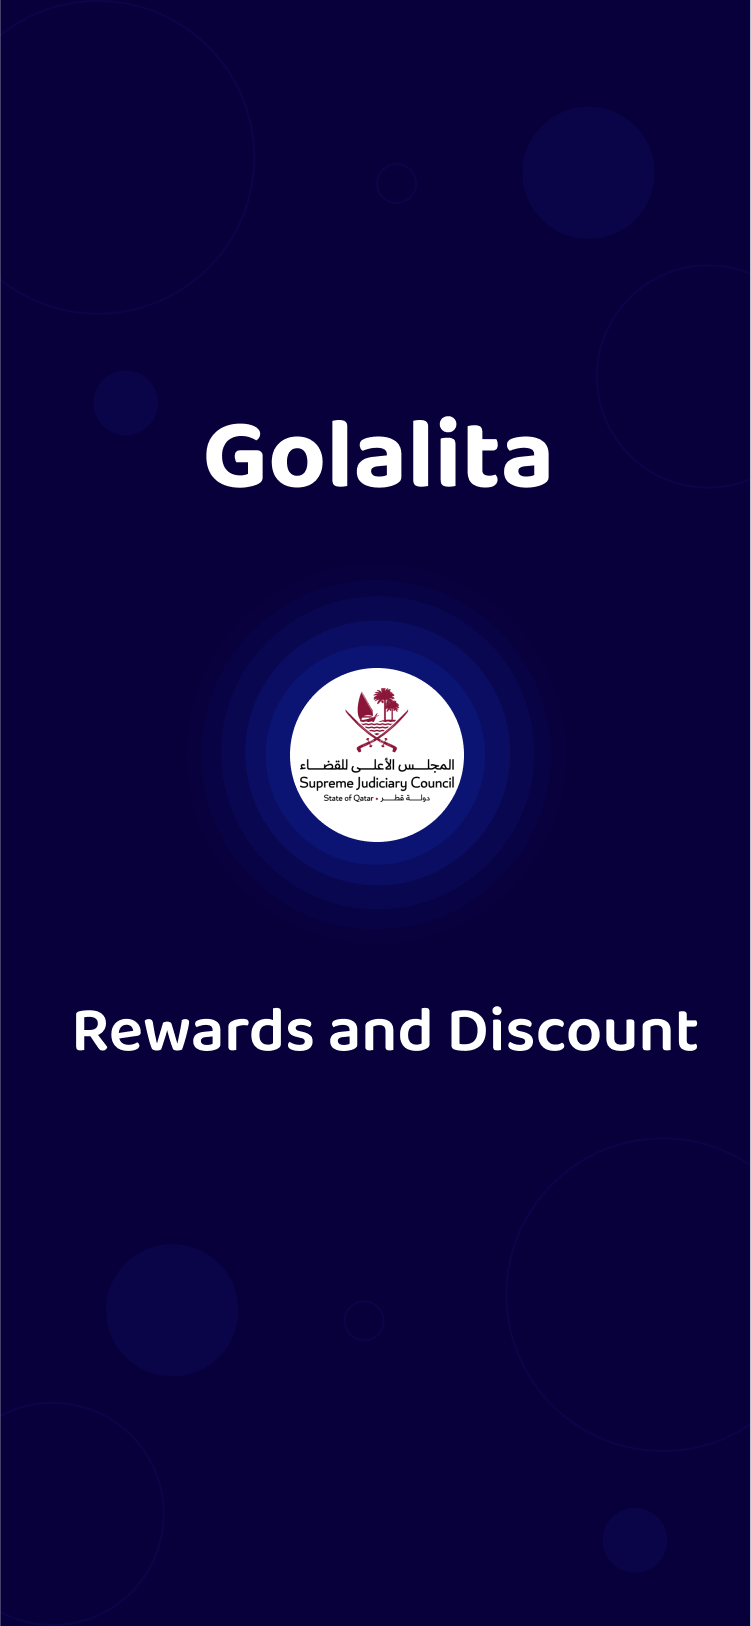 Golalita
المجلس الأعلى للقضاء
Supreme Judiciary Council
State of Qatar • دولة قطر
Rewards and Discount